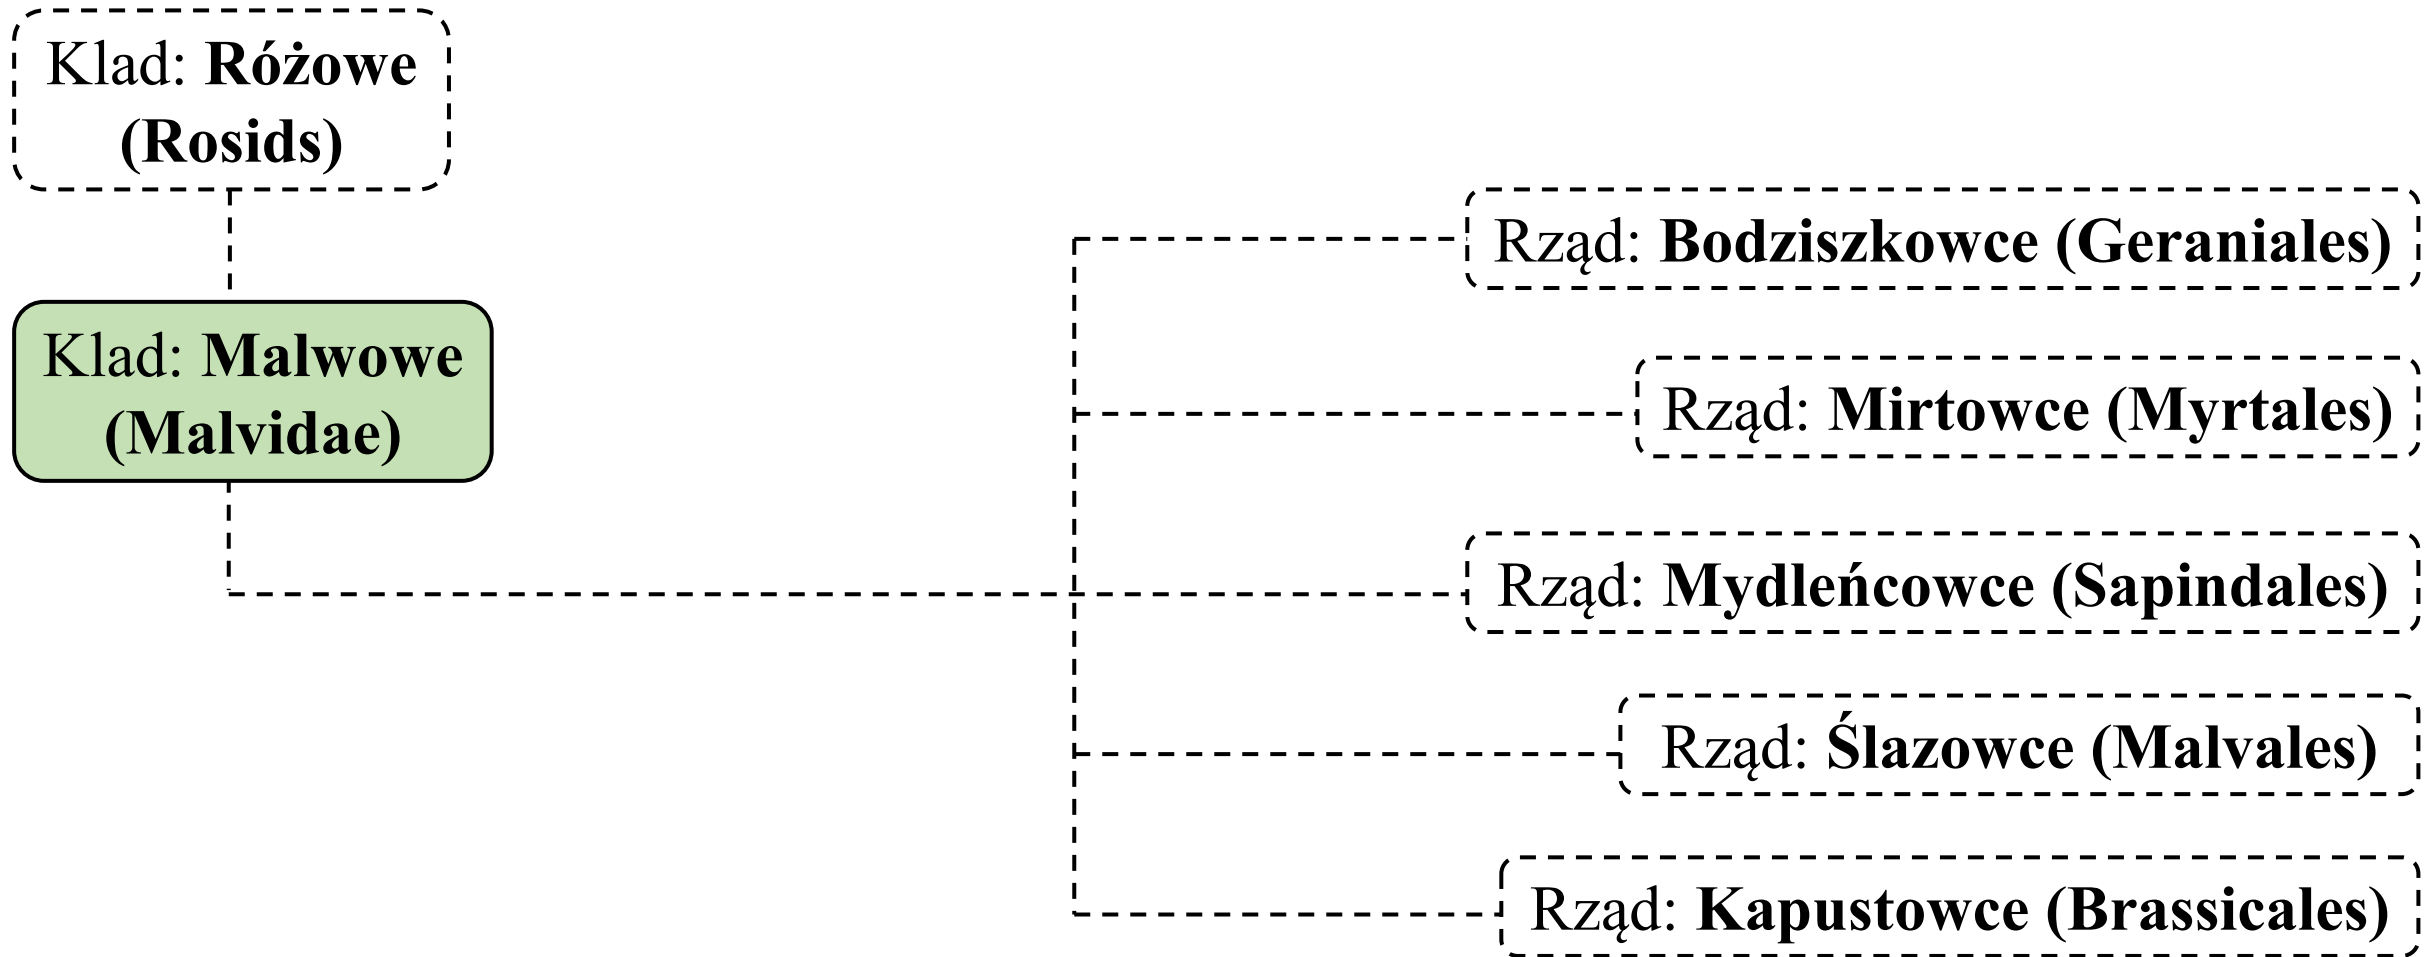 Klad: Różowe
(Rosids)
Klad: Malwowe
(Malvidae)
Rząd: Bodziszkowce (Geraniales)
Rząd: Mirtowce (Myrtales)
Rząd: Mydleńcowce (Sapindales)
Rząd: Ślazowce (Malvales)
Rząd: Kapustowce (Brassicales)